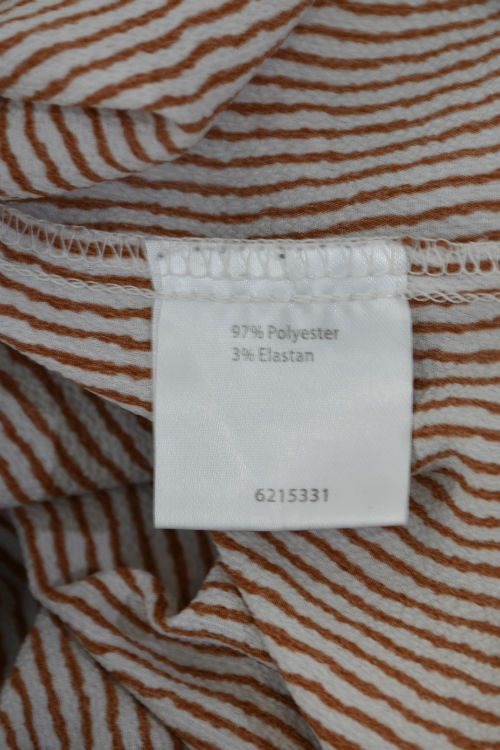 97% Polyester
3% Elastan
6215331